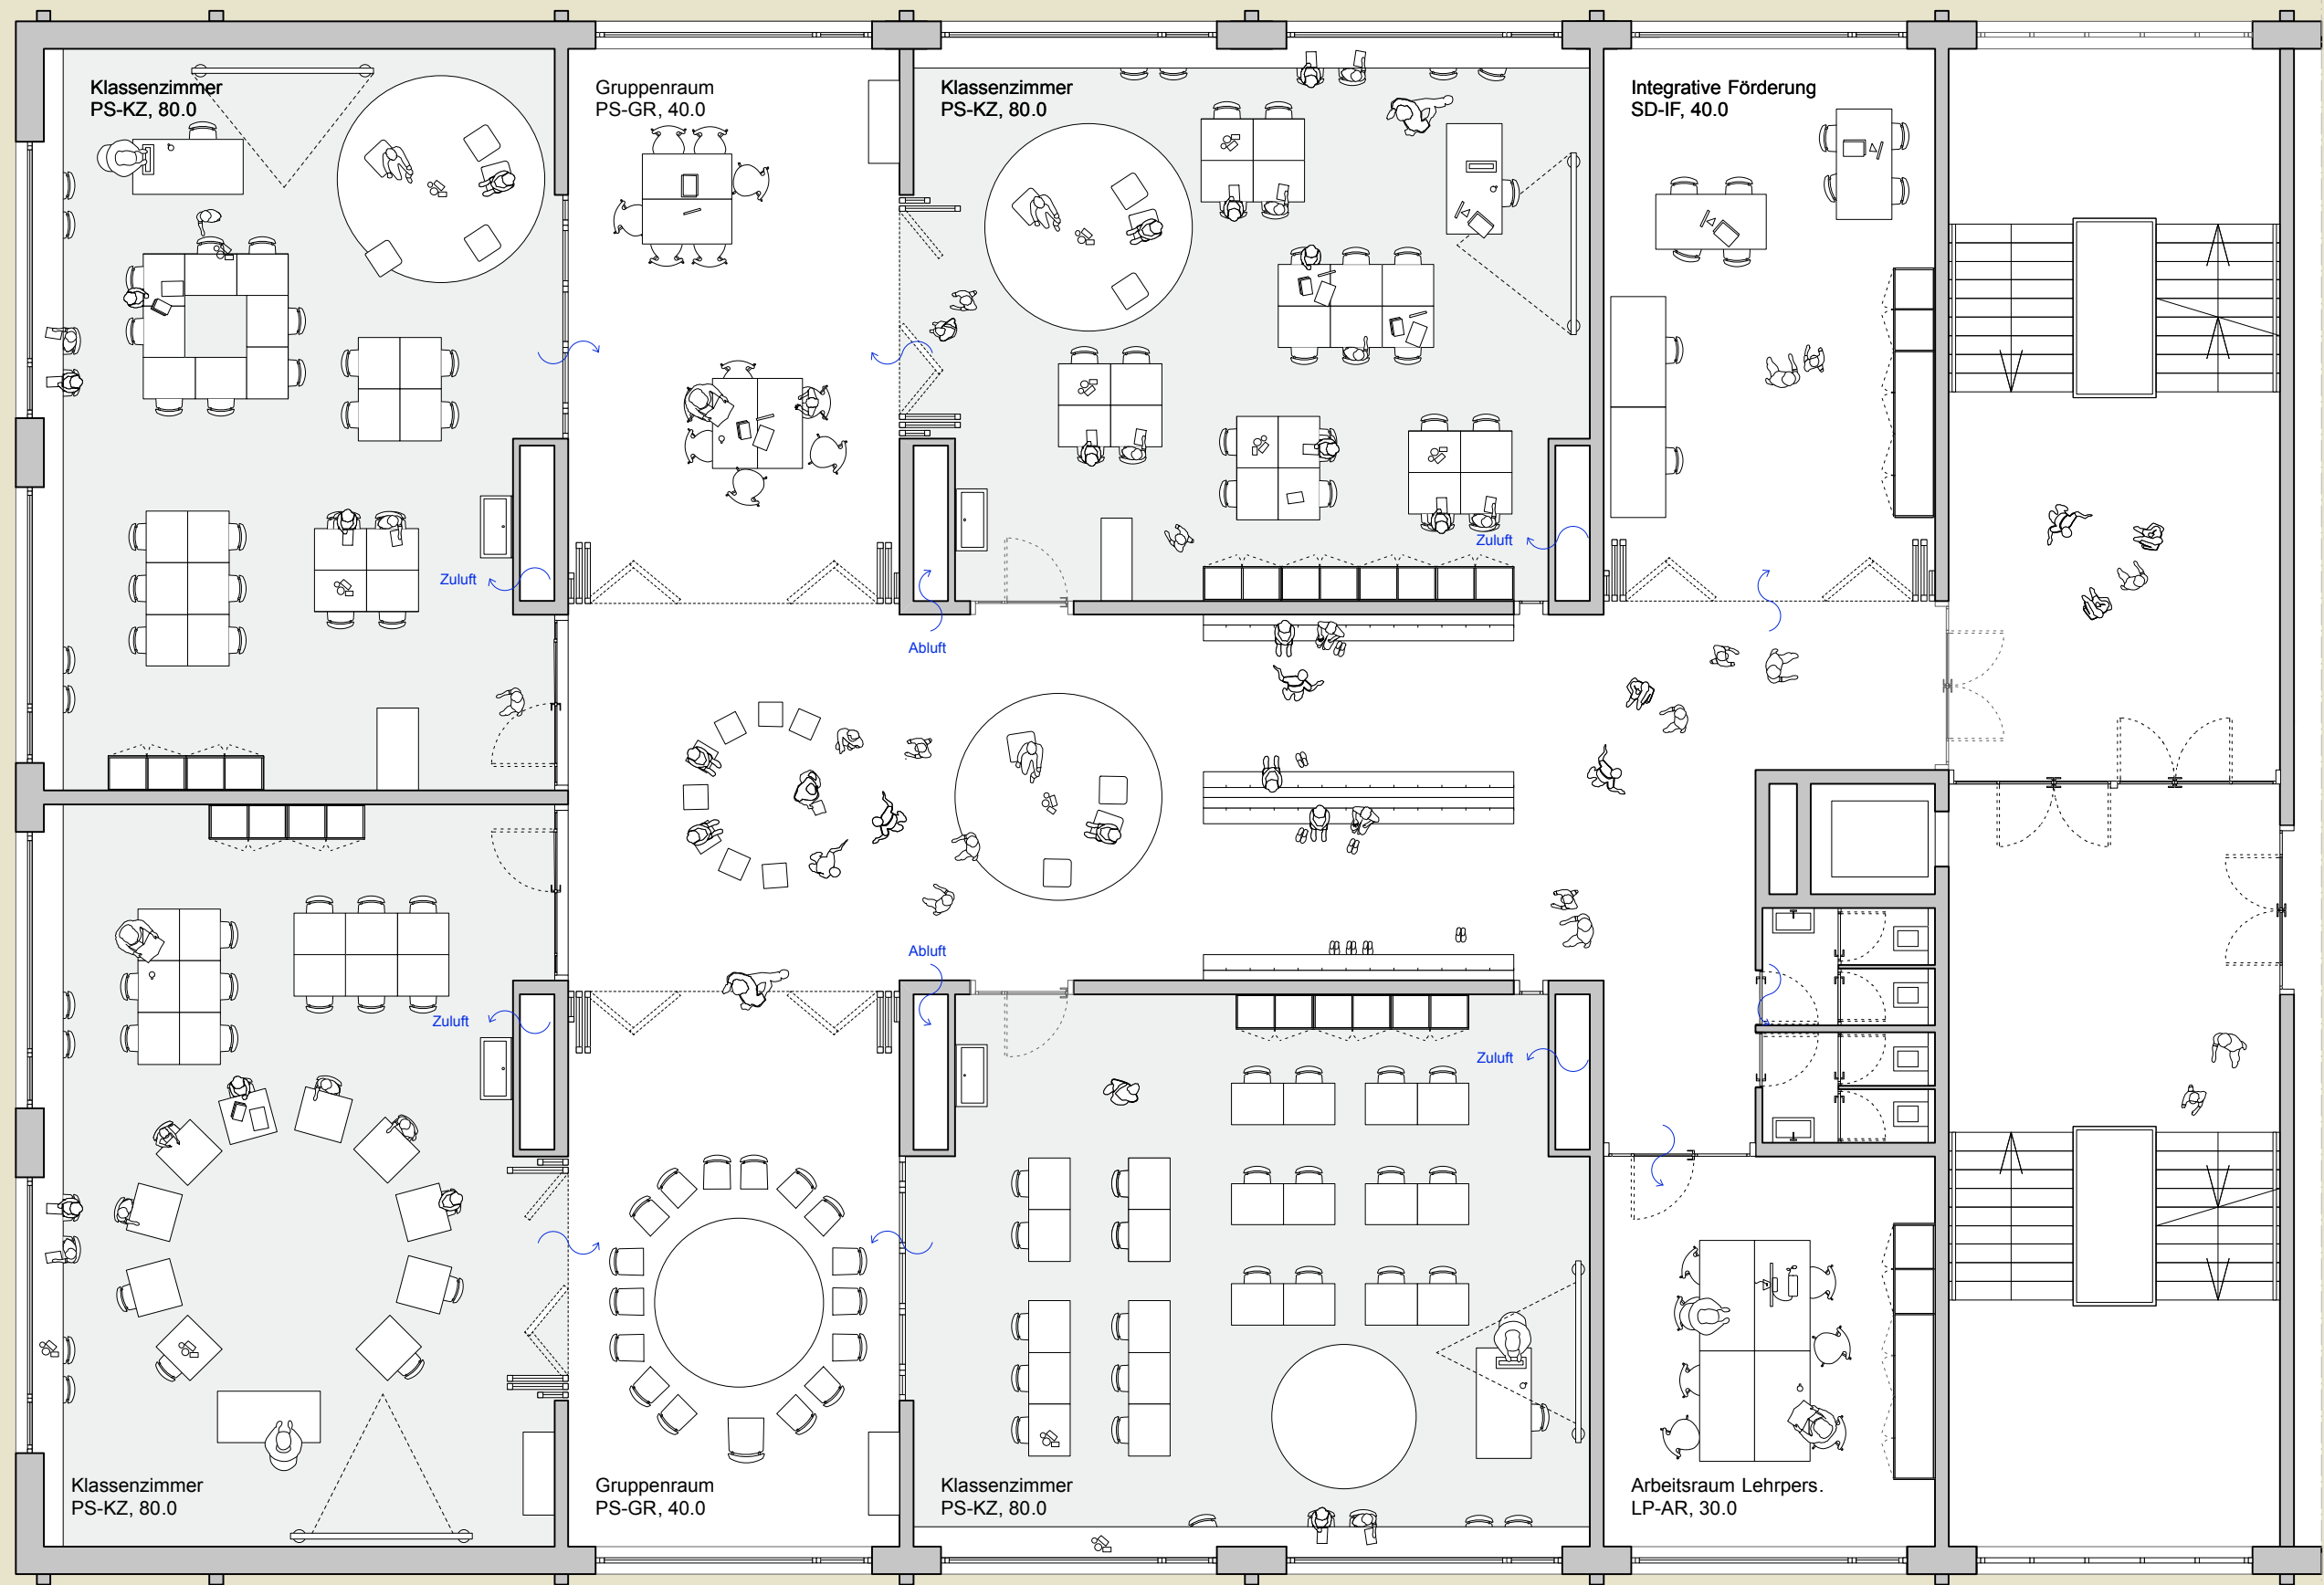 Klassenzimmer
PS-KZ, 80.0
Gruppenraum
PS-GR, 40.0
Klassenzimmer
PS-KZ, 80.0
Integrative Förderung
SD-IF, 40.0
Zuluft
Zuluft
Abluft
Abluft
Zuluft
Zuluft
Klassenzimmer
PS-KZ, 80.0
Gruppenraum
PS-GR, 40.0
Klassenzimmer
PS-KZ, 80.0
Arbeitsraum Lehrpers.
LP-AR, 30.0